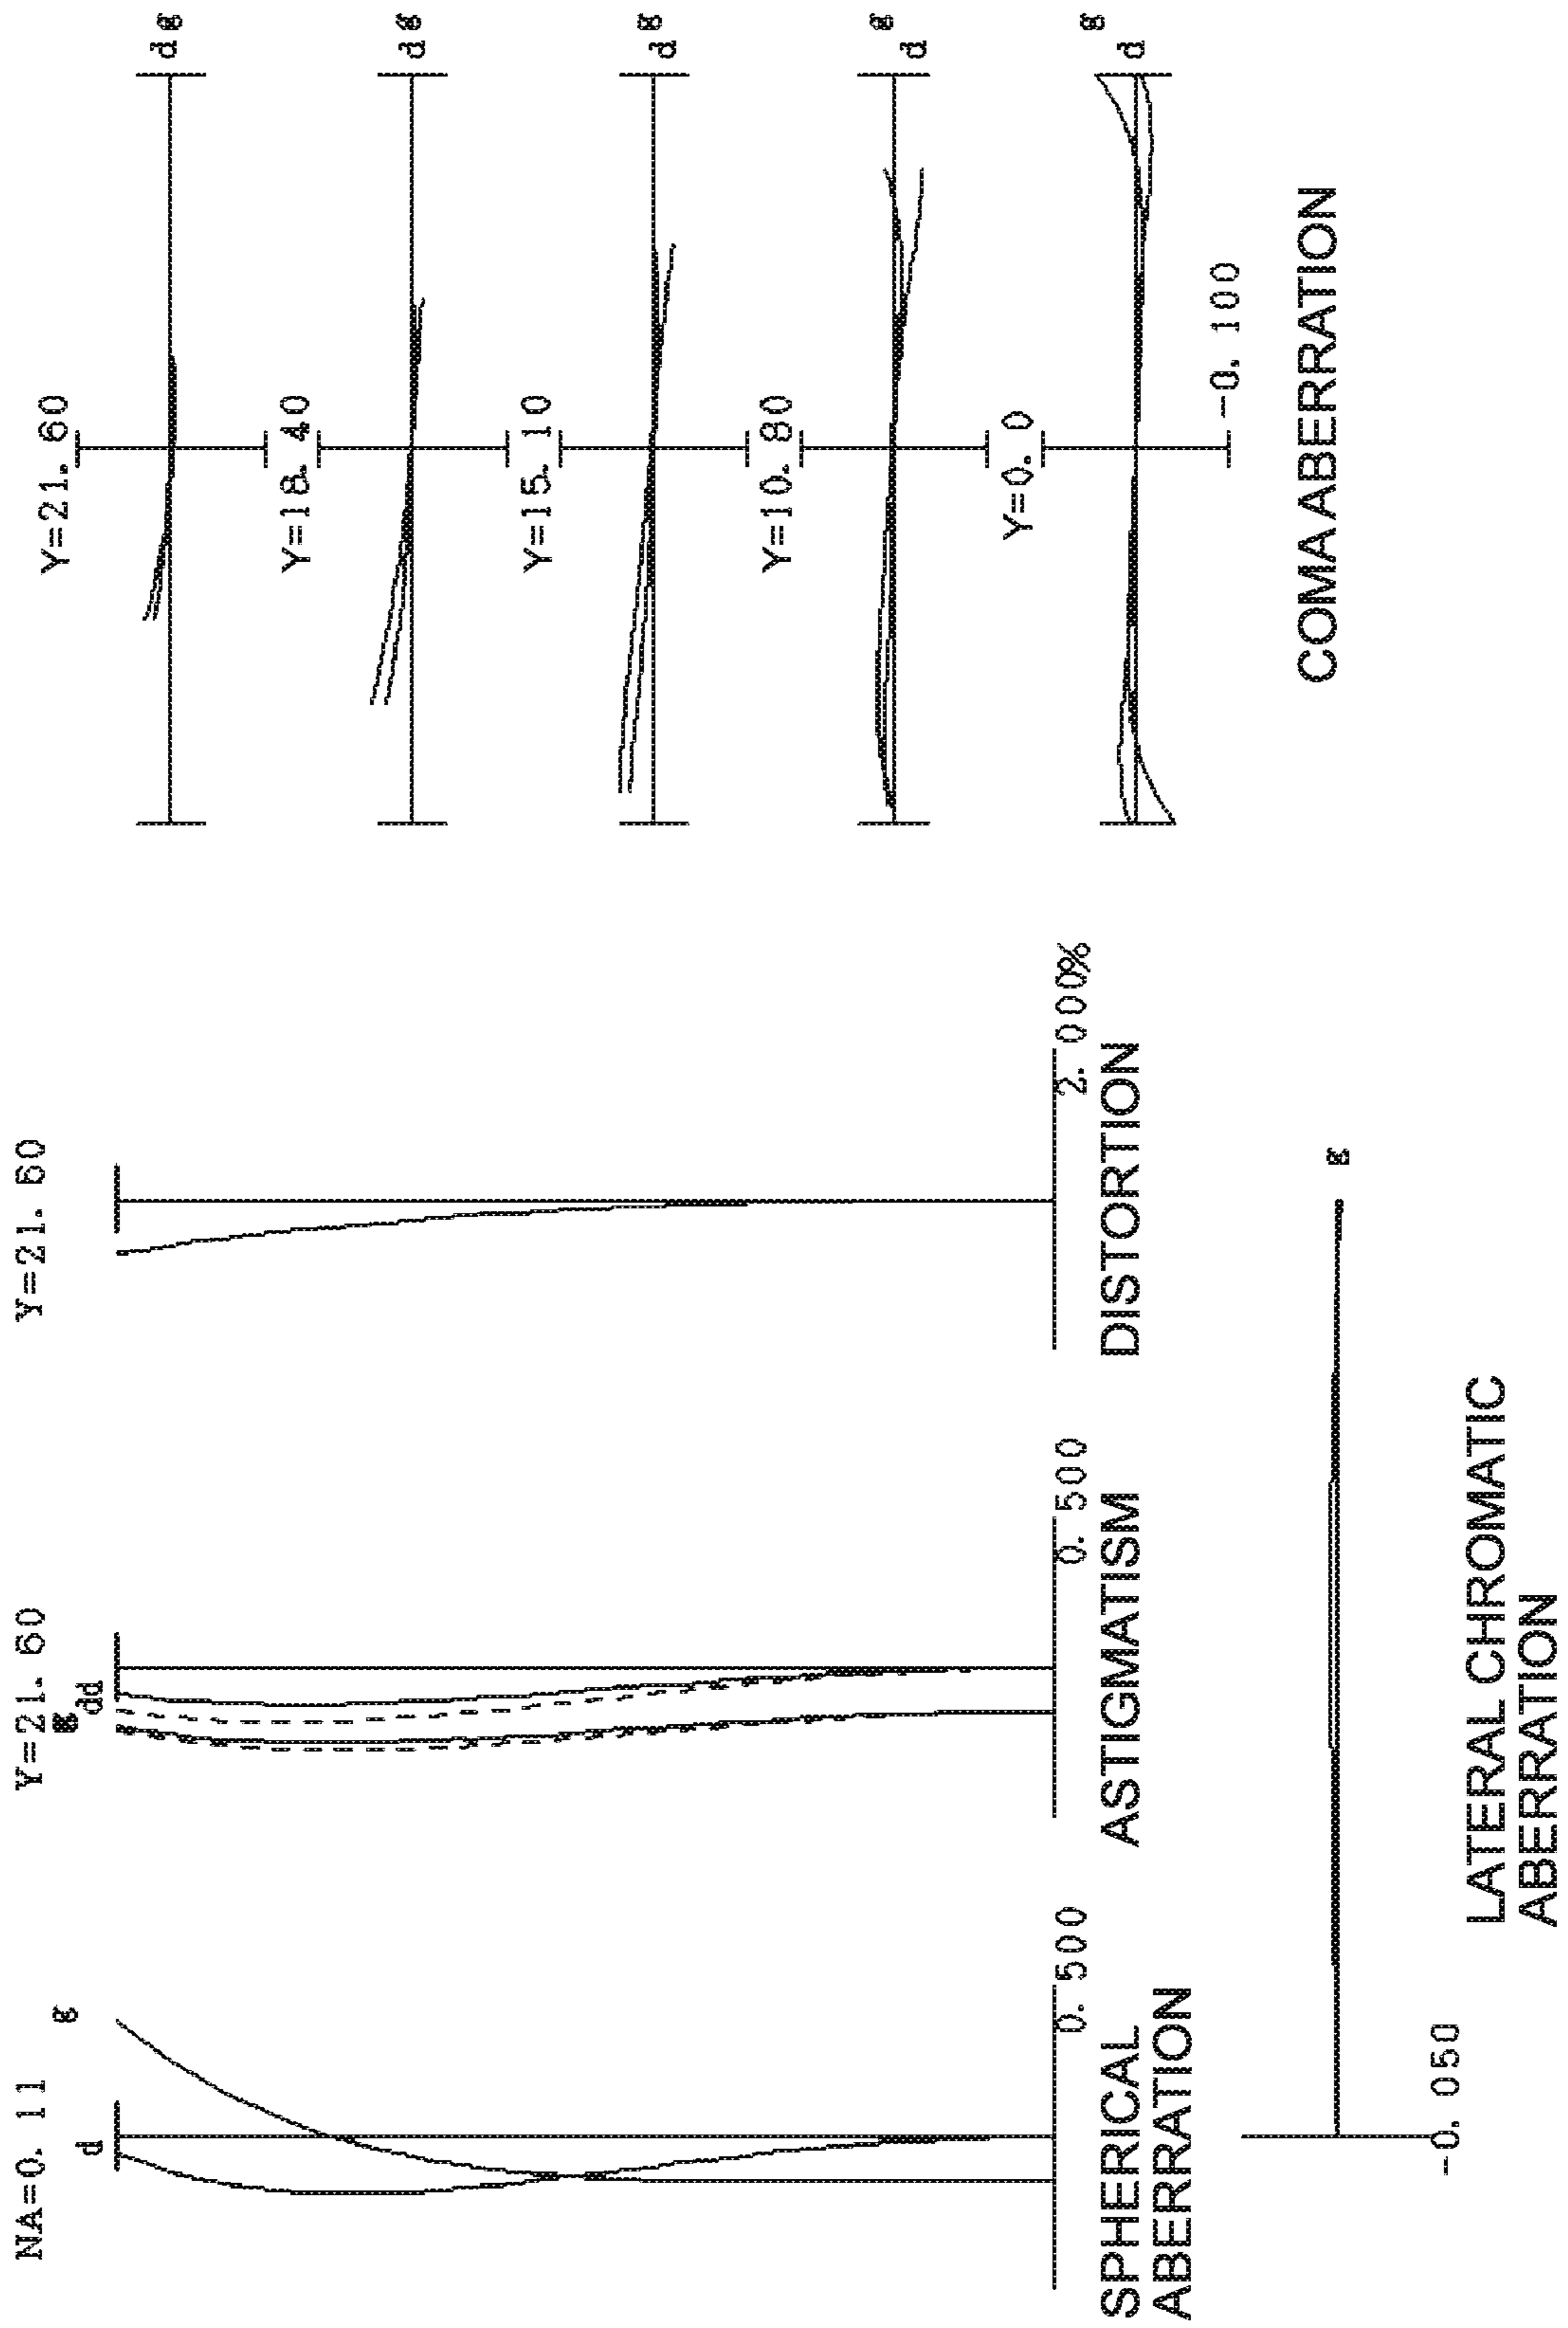 NA=0. 11
d
g
0. 500
SPHERICAL
ABERRATION
Y=21. 60
g
dd
0. 500
ASTIGMATISM
Y=21. 60
2. 000%
DISTORTION
Y=21. 60
d g
Y=18. 40
d g
Y=15. 10
d g
Y=10. 80
d g
Y=0. 0
d g
-0. 100
COMA ABERRATION
g
-0. 050
LATERAL CHROMATIC
ABERRATION